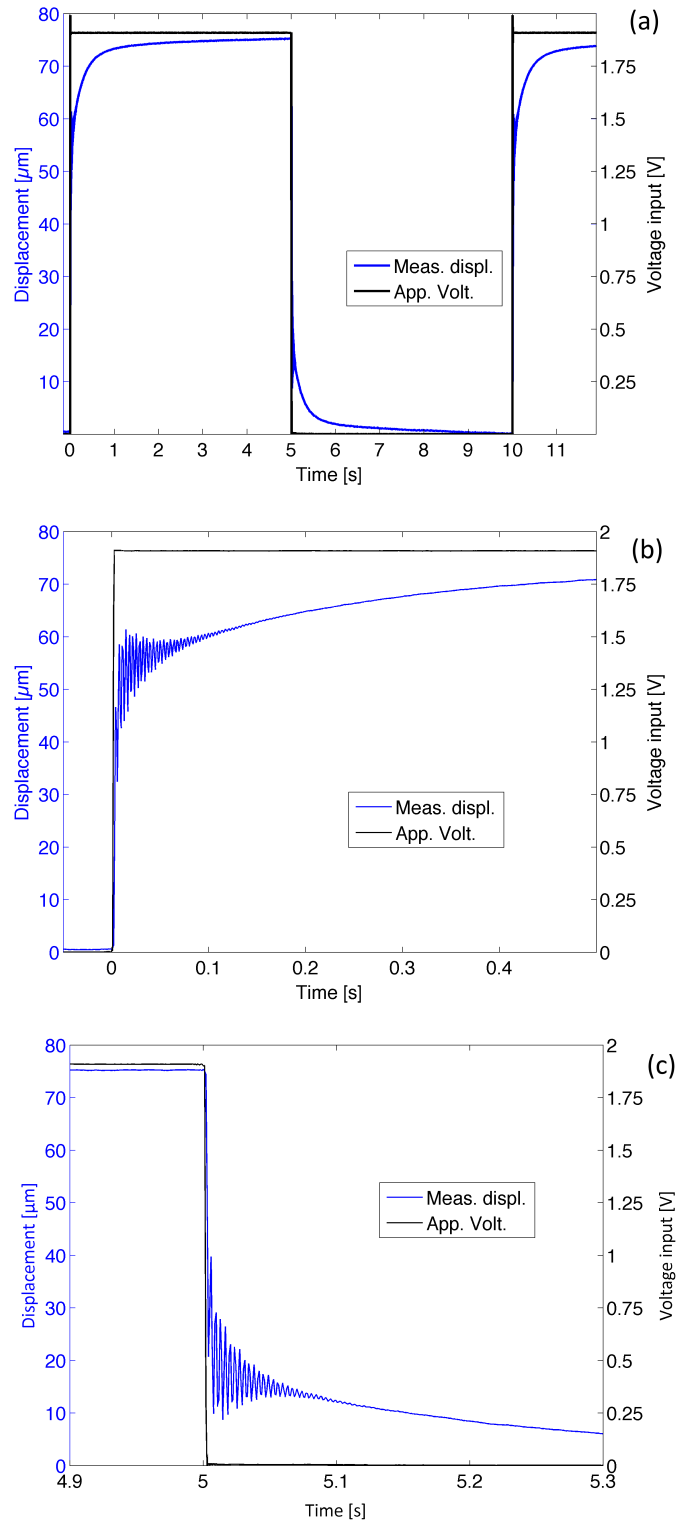 (a)
80
70
60
50
40
30
20
10
Displacement [µm]
1.75
1.5
1.25
1
0.75
0.5
0.25
Voltage input [V]
Meas. displ.
App. Volt.
0 1 2 3 4 5 6 7 8 9 10 11
Time [s]
(b)
80
70
60
50
40
30
20
10
0
Displacement [µm]
2
1.75
1.5
1.25
1
0.75
0.5
0.25
0
Voltage input [V]
Meas. displ.
App. Volt.
0 0.1 0.2 0.3 0.4
Time [s]
(c)
80
70
60
50
40
30
20
10
0
Displacement [µm]
2
1.75
1.5
1.25
1
0.75
0.5
0.25
0
Voltage input [V]
Meas. displ.
App. Volt.
4.9 5 5.1 5.2 5.3
Time [s]